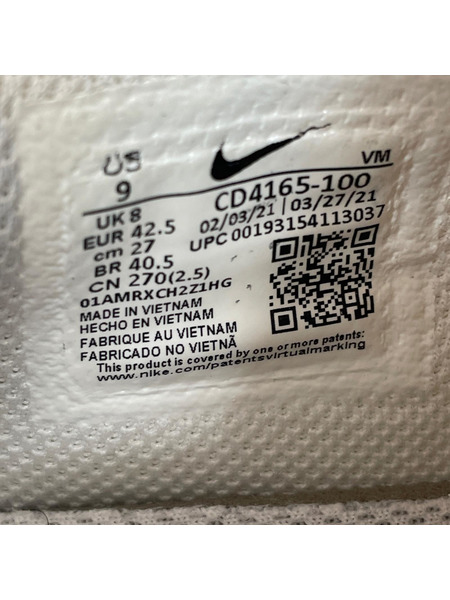 US
9
VM
UK 8
CD4165-100
EUR 42.5
02/03/21 | 03/27/21
cm 27
UPC 00193154113037
BR 40.5
CN 270(2.5)
01AMRXCH2Z1HG
MADE IN VIETNAM
HECHO EN VIETNAM
FABRIQUE AU VIETNAM
FABRICADO NO VIETNÃ
This product is covered by one or more patents
www.nike.com/patentsvirtualmarking